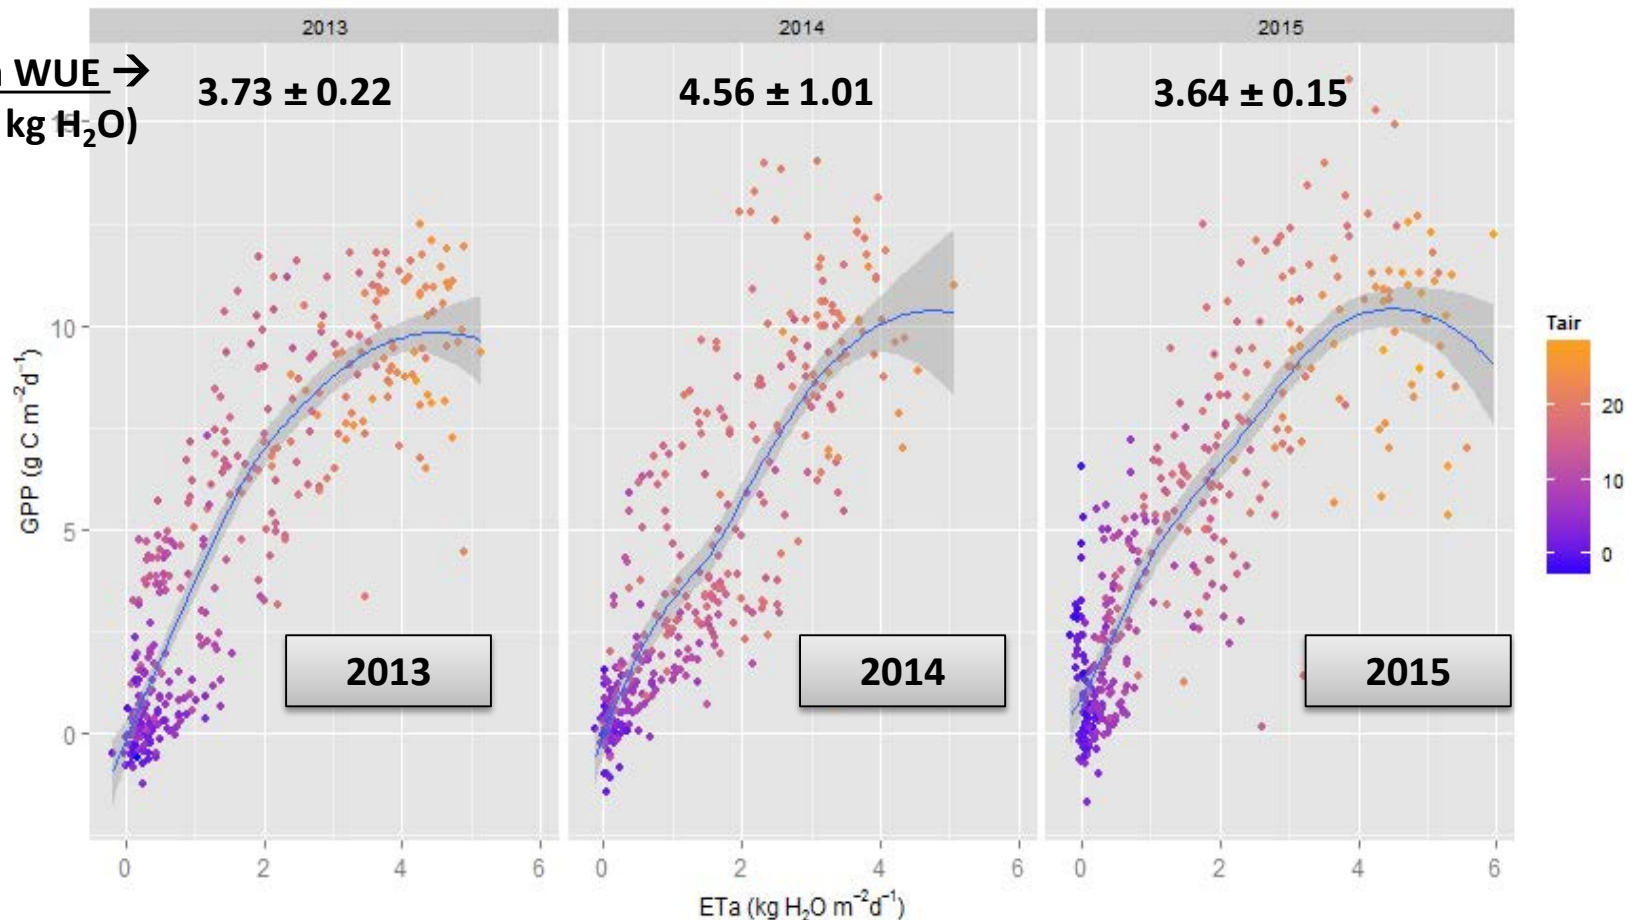 2013 2014 2015
WUE →
3.73 ± 0.22 4.56 ± 1.01 3.64 ± 0.15
kg H₂O)
10
5
0
GPP (g C m⁻²d⁻¹)
Tair
20
10
0
2013 2014 2015
0 2 4 6 0 2 4 6 0 2 4 6
ETa (kg H₂O m⁻²d⁻¹)